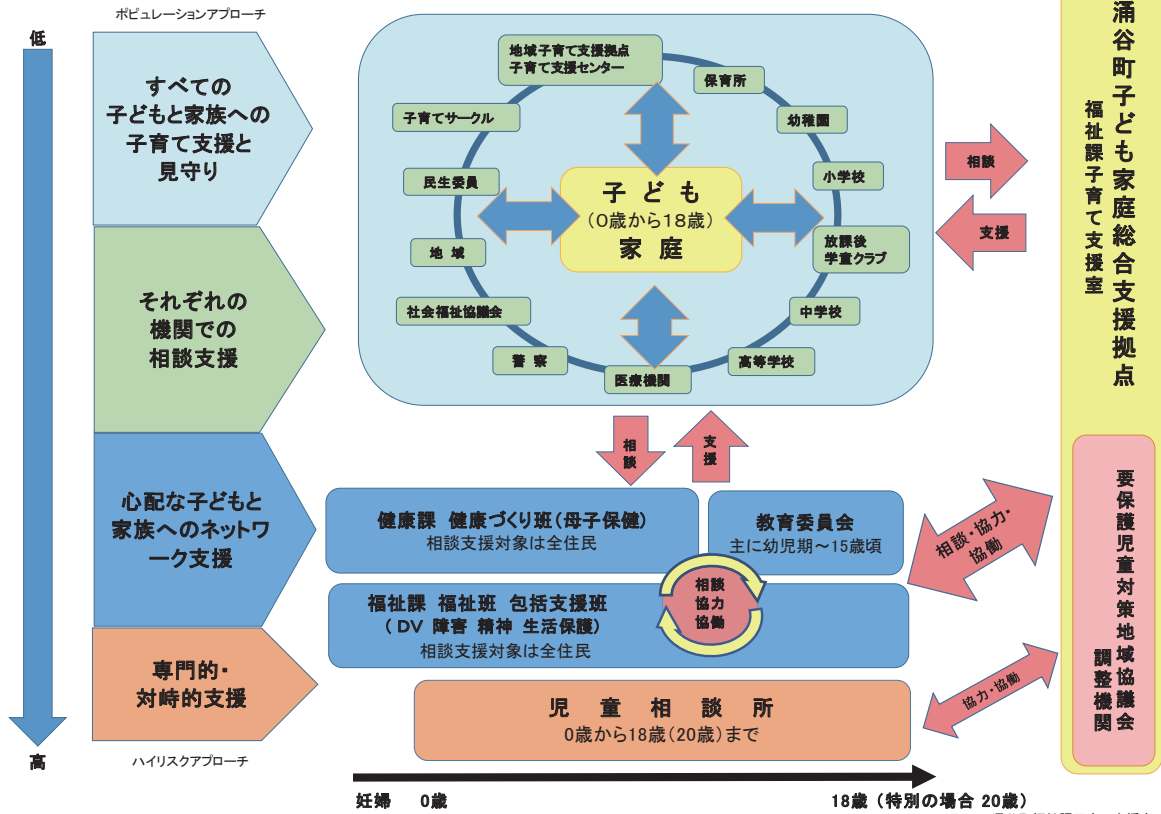 ポピュレーションアプローチ
低
すべての
子どもと家族への
子育て支援と
見守り
それぞれの
機関での
相談支援
心配な子どもと
家族へのネットワ
ーク支援
専門的・
対峙的支援
高
ハイリスクアプローチ
地域子育て支援拠点
子育て支援センター
保育所
幼稚園
小学校
放課後
学童クラブ
中学校
高等学校
医療機関
警察
社会福祉協議会
地域
民生委員
子育てサークル
子ども
(0歳から18歳)
家庭
相談
支援
相談
支援
健康課 健康づくり班(母子保健)
相談支援対象は全住民
教育委員会
主に幼児期～15歳頃
福祉課 福祉班 包括支援班
(DV 障害 精神 生活保護)
相談支援対象は全住民
相談
協力
協働
児童相談所
0歳から18歳(20歳)まで
相談・協力・
協働
協力・協働
涌谷町子ども家庭総合支援拠点
福祉課子育て支援室
要保護児童対策地域協議会
調整機関
妊婦 0歳
18歳 (特別の場合 20歳)